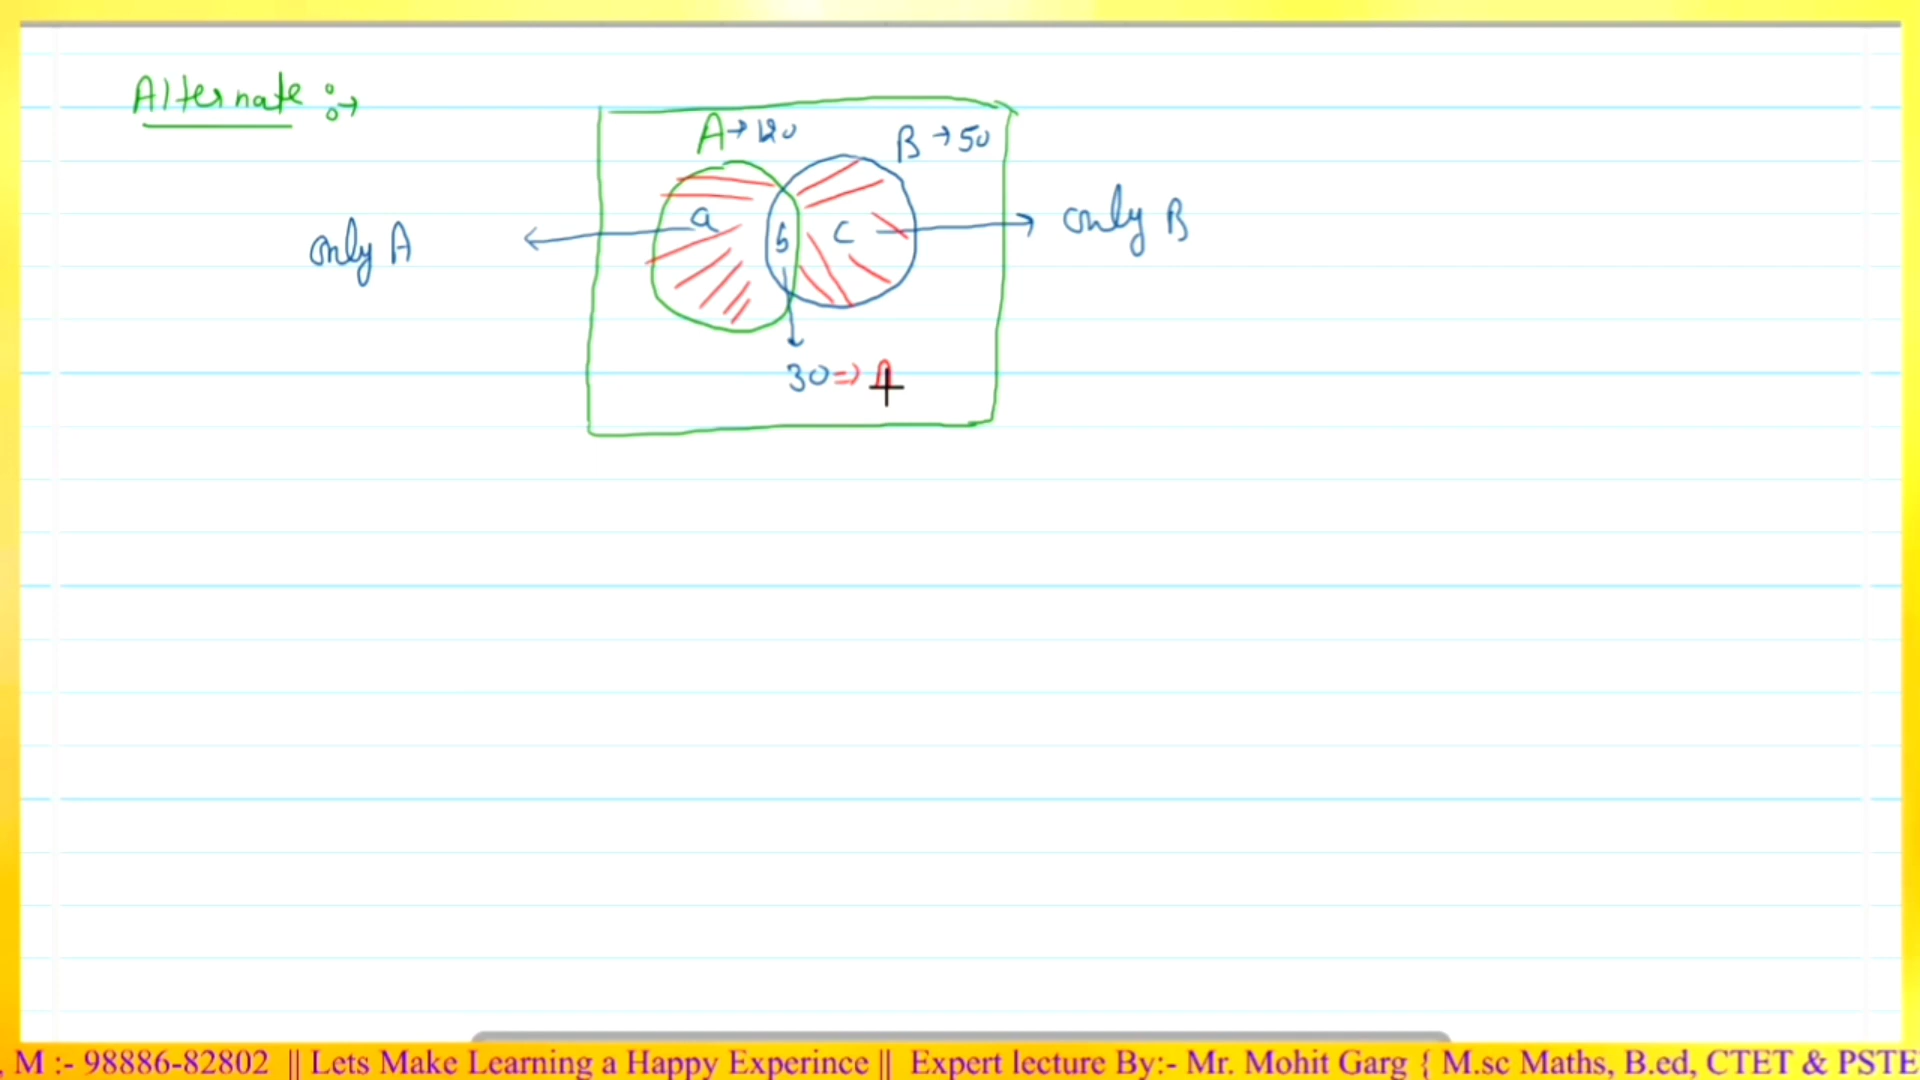 Alternate :→
A → 120
B → 50
only A
a
b
c
only B
30 => A
, M :- 98886-82802 || Lets Make Learning a Happy Experince || Expert lecture By:- Mr. Mohit Garg { M.sc Maths, B.ed, CTET & PSTE